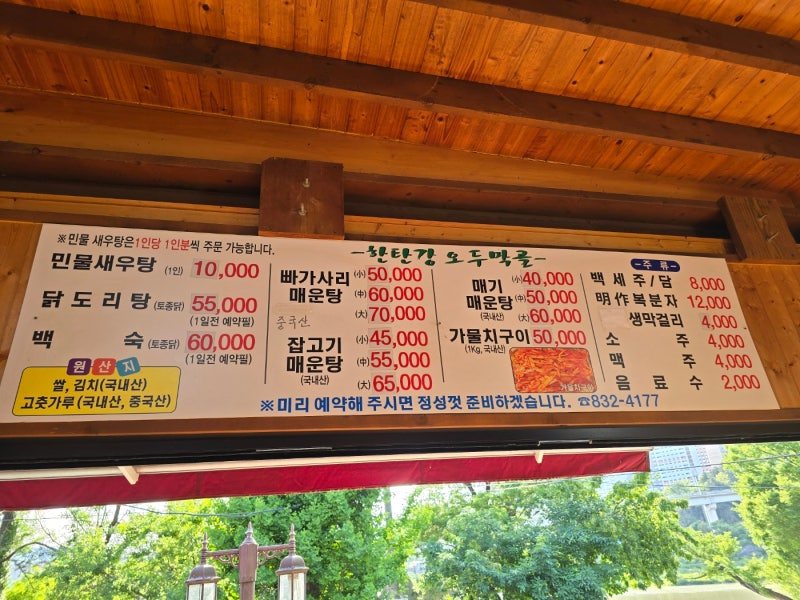 -한탄강 오두막골-
※민물 새우탕은1인당 1인분씩 주문 가능합니다.
민물새우탕 (1인) 10,000
닭도리탕 (토종닭) 55,000
(1일전 예약필)
백 숙 (토종닭) 60,000
(1일전 예약필)
원산지
쌀, 김치(국내산)
고춧가루(국내산, 중국산)
빠가사리 매운탕
중국산
(小) 50,000
(中) 60,000
(大) 70,000
잡고기 매운탕
(국내산)
(小) 45,000
(中) 55,000
(大) 65,000
메기 매운탕
(국내산)
(小) 40,000
(中) 50,000
(大) 60,000
가물치구이 50,000
(1Kg, 국내산)
가물치구이
-주 류-
백세주/담 8,000
明作복분자 12,000
생막걸리 4,000
소 주 4,000
맥 주 4,000
음료수 2,000
※미리 예약해 주시면 정성껏 준비하겠습니다. ☎832-4177